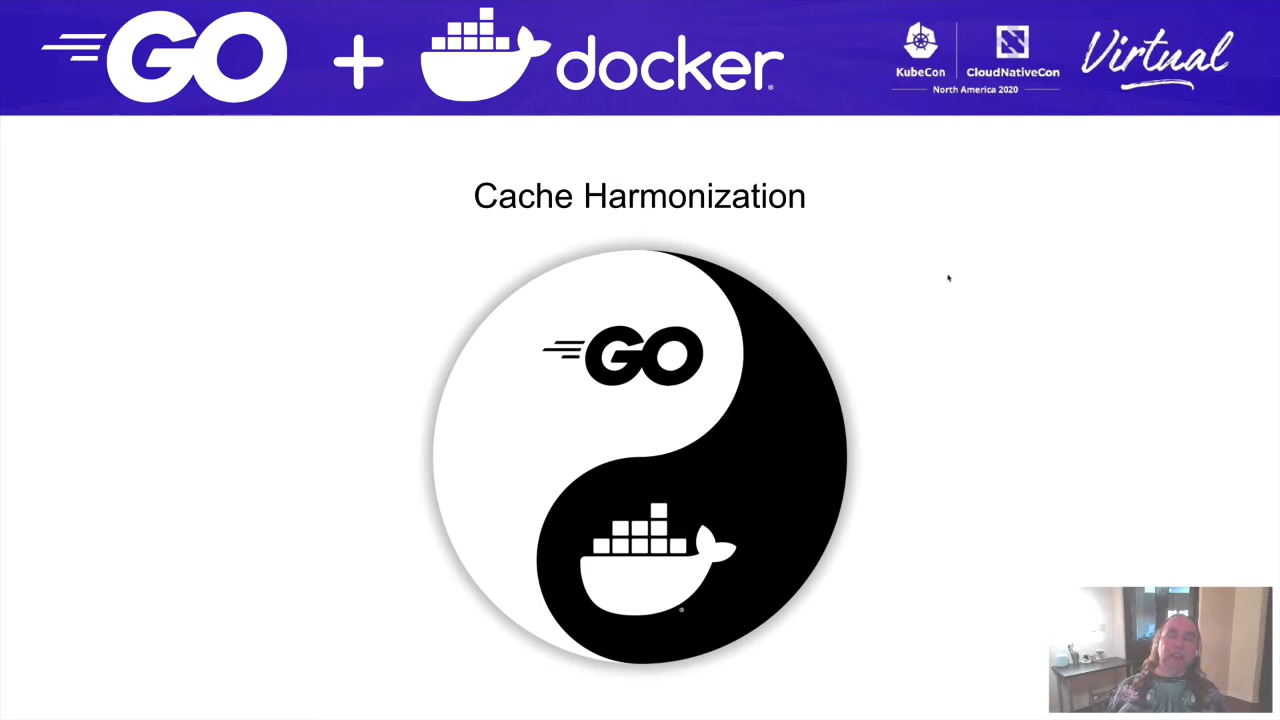 GO + docker
KubeCon
CloudNativeCon
North America 2020
Virtual
Cache Harmonization
GO